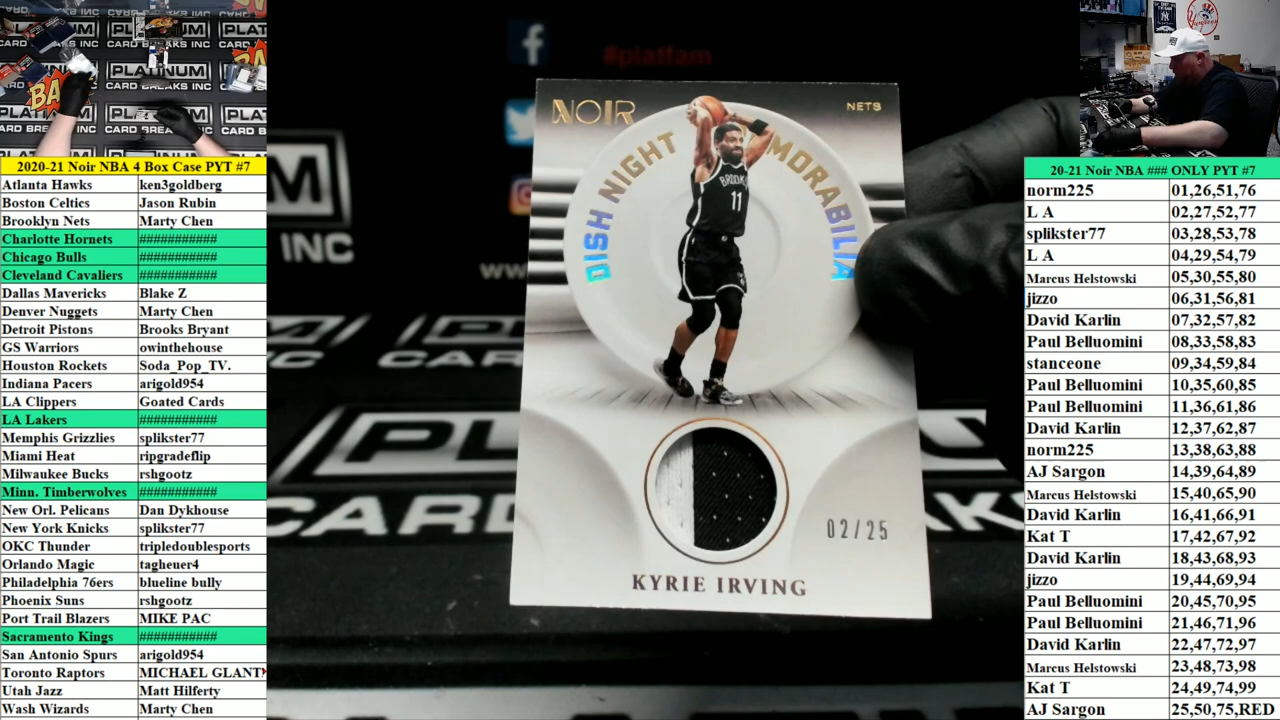 2020-21 Noir NBA 4 Box Case PYT #7
Atlanta Hawks ken3goldberg
Boston Celtics Jason Rubin
Brooklyn Nets Marty Chen
Charlotte Hornets ###########
Chicago Bulls ###########
Cleveland Cavaliers ###########
Dallas Mavericks Blake Z
Denver Nuggets Marty Chen
Detroit Pistons Brooks Bryant
GS Warriors owinthehouse
Houston Rockets Soda_Pop_TV.
Indiana Pacers arigold954
LA Clippers Goated Cards
LA Lakers ###########
Memphis Grizzlies splikster77
Miami Heat ripgradeflip
Milwaukee Bucks rshgootz
Minn. Timberwolves ###########
New Orl. Pelicans Dan Dykhouse
New York Knicks splikster77
OKC Thunder tripledoublesports
Orlando Magic tagheuer4
Philadelphia 76ers blueline bully
Phoenix Suns rshgootz
Port Trail Blazers MIKE PAC
Sacramento Kings ###########
San Antonio Spurs arigold954
Toronto Raptors MICHAEL GLANT
Utah Jazz Matt Hilferty
Wash Wizards Marty Chen
PLATINUM
CARD BREAKS INC
#platfam
NOIR
NETS
DISH NIGHT MORABILIA
BROOK
11
02/25
KYRIE IRVING
INC
www
CARD
20-21 Noir NBA ### ONLY PYT #7
norm225 01,26,51,76
L A 02,27,52,77
splikster77 03,28,53,78
L A 04,29,54,79
Marcus Helstowski 05,30,55,80
jizzo 06,31,56,81
David Karlin 07,32,57,82
Paul Belluomini 08,33,58,83
stanceone 09,34,59,84
Paul Belluomini 10,35,60,85
Paul Belluomini 11,36,61,86
David Karlin 12,37,62,87
norm225 13,38,63,88
AJ Sargon 14,39,64,89
Marcus Helstowski 15,40,65,90
David Karlin 16,41,66,91
Kat T 17,42,67,92
David Karlin 18,43,68,93
jizzo 19,44,69,94
Paul Belluomini 20,45,70,95
Paul Belluomini 21,46,71,96
David Karlin 22,47,72,97
Marcus Helstowski 23,48,73,98
Kat T 24,49,74,99
AJ Sargon 25,50,75,RED